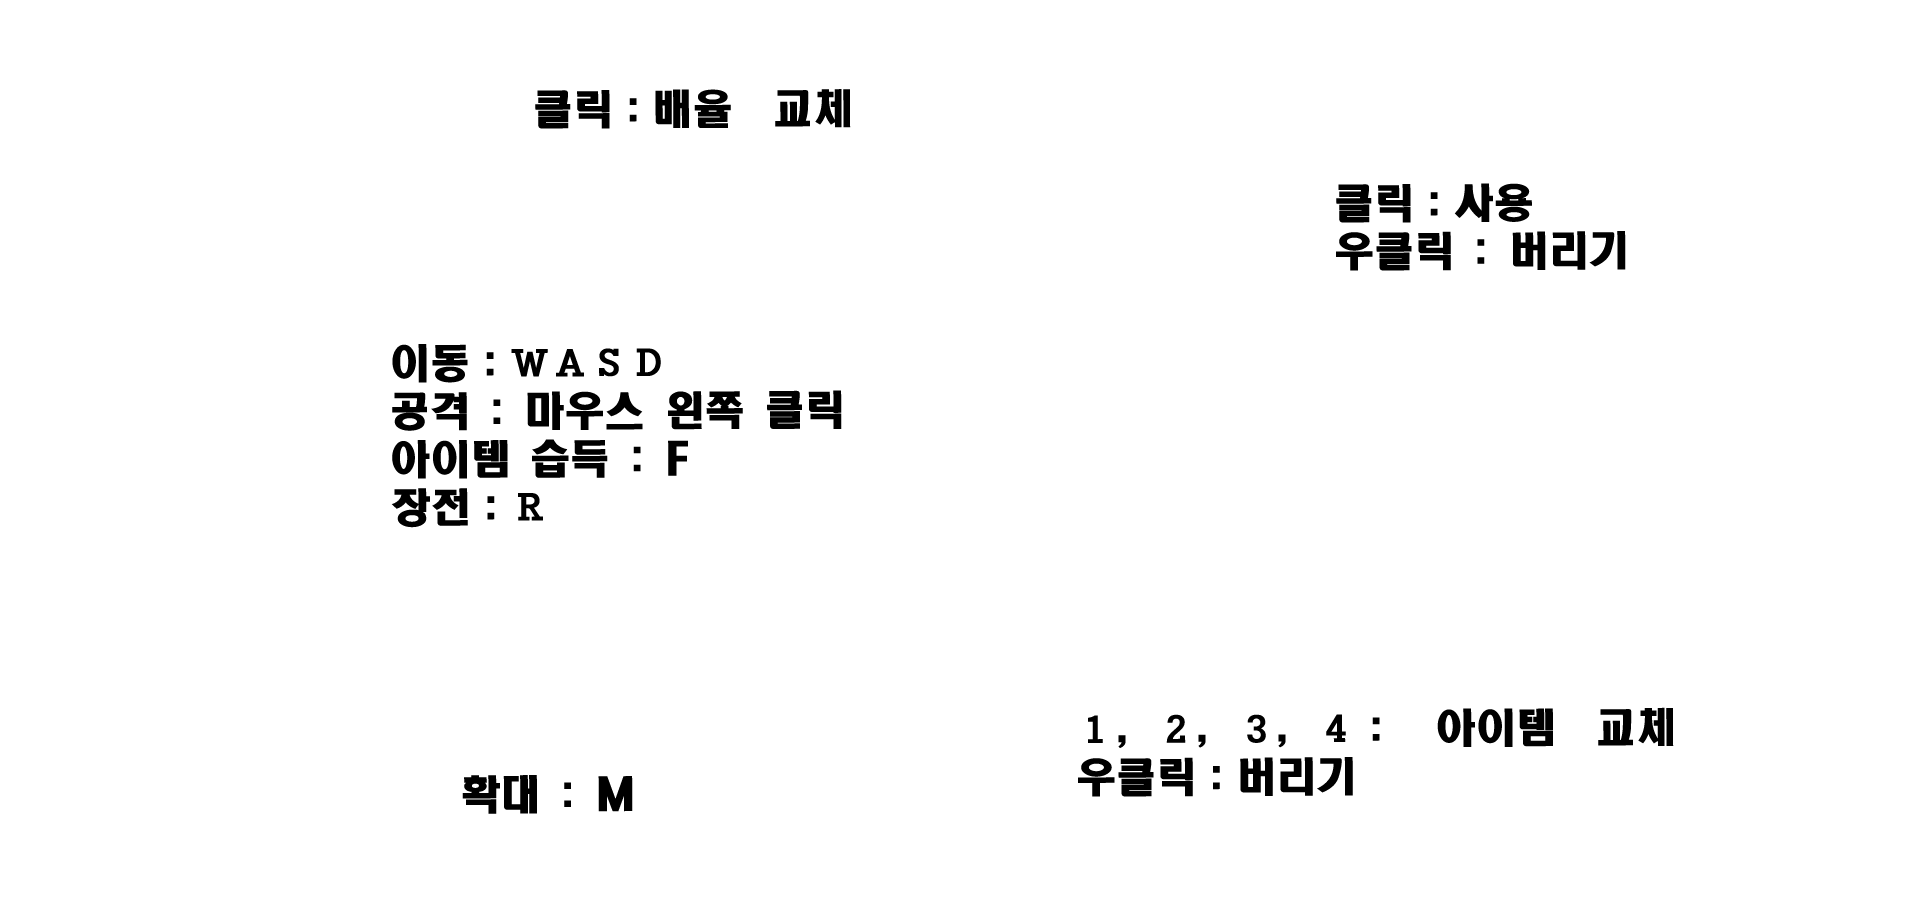 클릭 : 배율 교체
클릭 : 사용
우클릭 : 버리기
이동 : W A S D
공격 : 마우스 왼쪽 클릭
아이템 습득 : F
장전 : R
1, 2, 3, 4 : 아이템 교체
우클릭 : 버리기
확대 : M